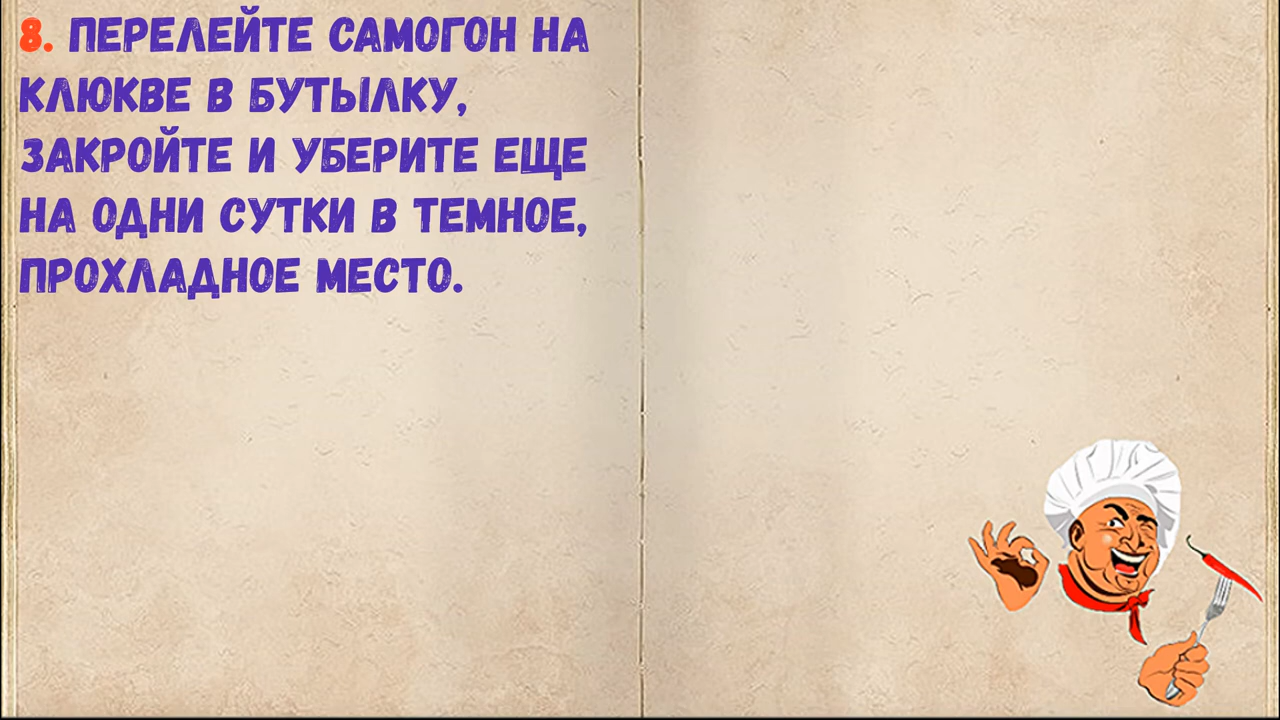 8. ПЕРЕЛЕЙТЕ САМОГОН НА
КЛЮКВЕ В БУТЫЛКУ,
ЗАКРОЙТЕ И УБЕРИТЕ ЕЩЕ
НА ОДНИ СУТКИ В ТЕМНОЕ,
ПРОХЛАДНОЕ МЕСТО.